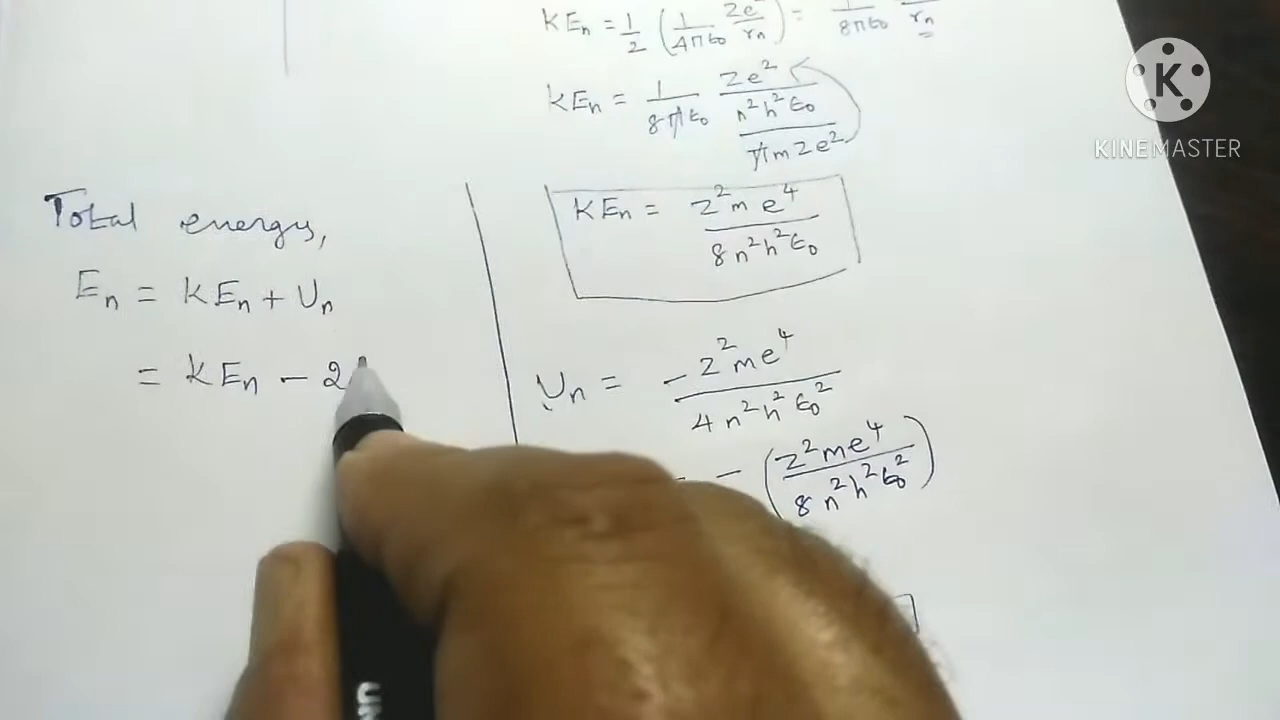 KEn = 1/2 (1/4πε₀ Ze²/rn) = 1/8πε₀ /rn
KEn = 1/8πε₀ Ze²/(n²h²ε₀/πmZe²)
KEn = Z²me⁴/8n²h²ε₀
Un = -Z²me⁴/4n²h²ε₀²
- (Z²me⁴/8n²h²ε₀²)
Total energy,
En = KEn + Un
= KEn - 2
K
KINEMASTER